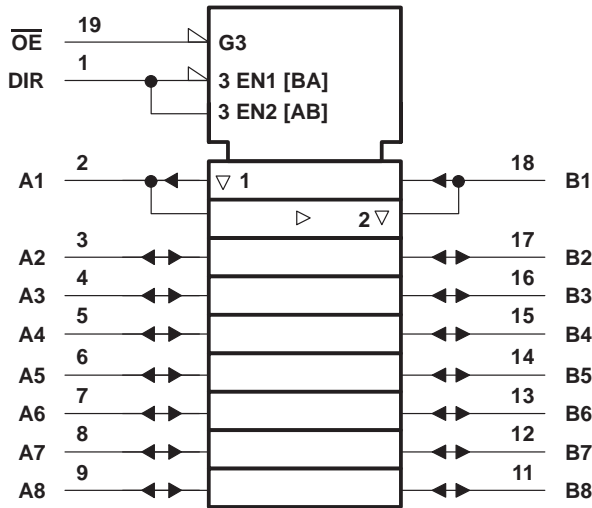 OE 19 G3
DIR 1 3 EN1 [BA]
3 EN2 [AB]
A1 2 ▽ 1 18 B1
▷ 2 ▽
A2 3 17 B2
A3 4 16 B3
A4 5 15 B4
A5 6 14 B5
A6 7 13 B6
A7 8 12 B7
A8 9 11 B8